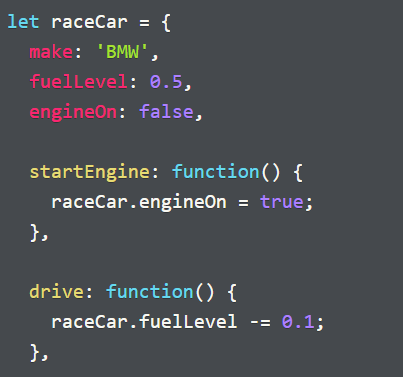 let raceCar = {
  make: 'BMW',
  fuelLevel: 0.5,
  engineOn: false,

  startEngine: function() {
    raceCar.engineOn = true;
  },

  drive: function() {
    raceCar.fuelLevel -= 0.1;
  },